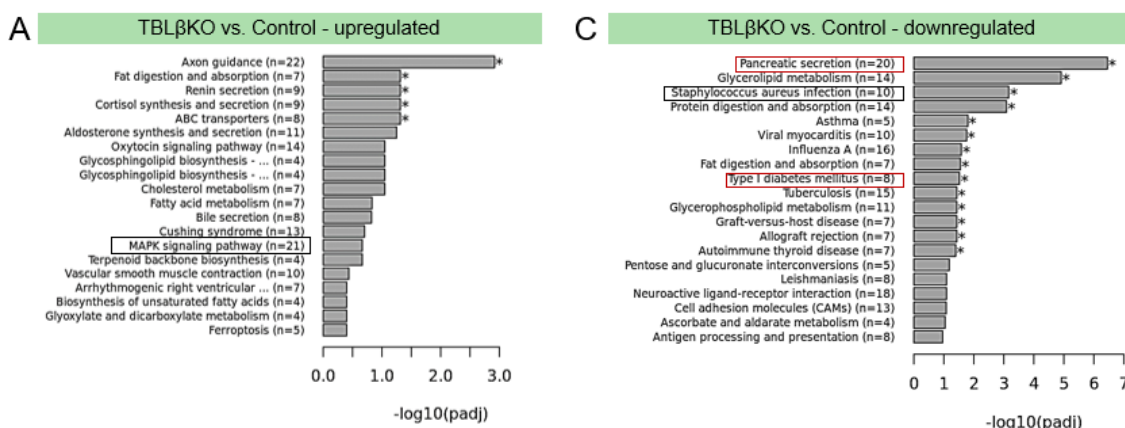 A
TBLβKO vs. Control - upregulated
Axon guidance (n=22)
*
Fat digestion and absorption (n=7)
*
Renin secretion (n=9)
*
Cortisol synthesis and secretion (n=9)
*
ABC transporters (n=8)
*
Aldosterone synthesis and secretion (n=11)
Oxytocin signaling pathway (n=14)
Glycosphingolipid biosynthesis - ... (n=4)
Glycosphingolipid biosynthesis - ... (n=4)
Cholesterol metabolism (n=7)
Fatty acid metabolism (n=7)
Bile secretion (n=8)
Cushing syndrome (n=13)
MAPK signaling pathway (n=21)
Terpenoid backbone biosynthesis (n=4)
Vascular smooth muscle contraction (n=10)
Arrhythmogenic right ventricular ... (n=7)
Biosynthesis of unsaturated fatty acids (n=4)
Glyoxylate and dicarboxylate metabolism (n=4)
Ferroptosis (n=5)
0.0 1.0 2.0 3.0
-log10(padj)
C
TBLβKO vs. Control - downregulated
Pancreatic secretion (n=20)
*
Glycerolipid metabolism (n=14)
*
Staphylococcus aureus infection (n=10)
*
Protein digestion and absorption (n=14)
*
Asthma (n=5)
*
Viral myocarditis (n=10)
*
Influenza A (n=16)
*
Fat digestion and absorption (n=7)
*
Type I diabetes mellitus (n=8)
*
Tuberculosis (n=15)
*
Glycerophospholipid metabolism (n=11)
*
Graft-versus-host disease (n=7)
*
Allograft rejection (n=7)
*
Autoimmune thyroid disease (n=7)
*
Pentose and glucuronate interconversions (n=5)
Leishmaniasis (n=8)
Neuroactive ligand-receptor interaction (n=18)
Cell adhesion molecules (CAMs) (n=13)
Ascorbate and aldarate metabolism (n=4)
Antigen processing and presentation (n=8)
0 1 2 3 4 5 6 7
-log10(padj)